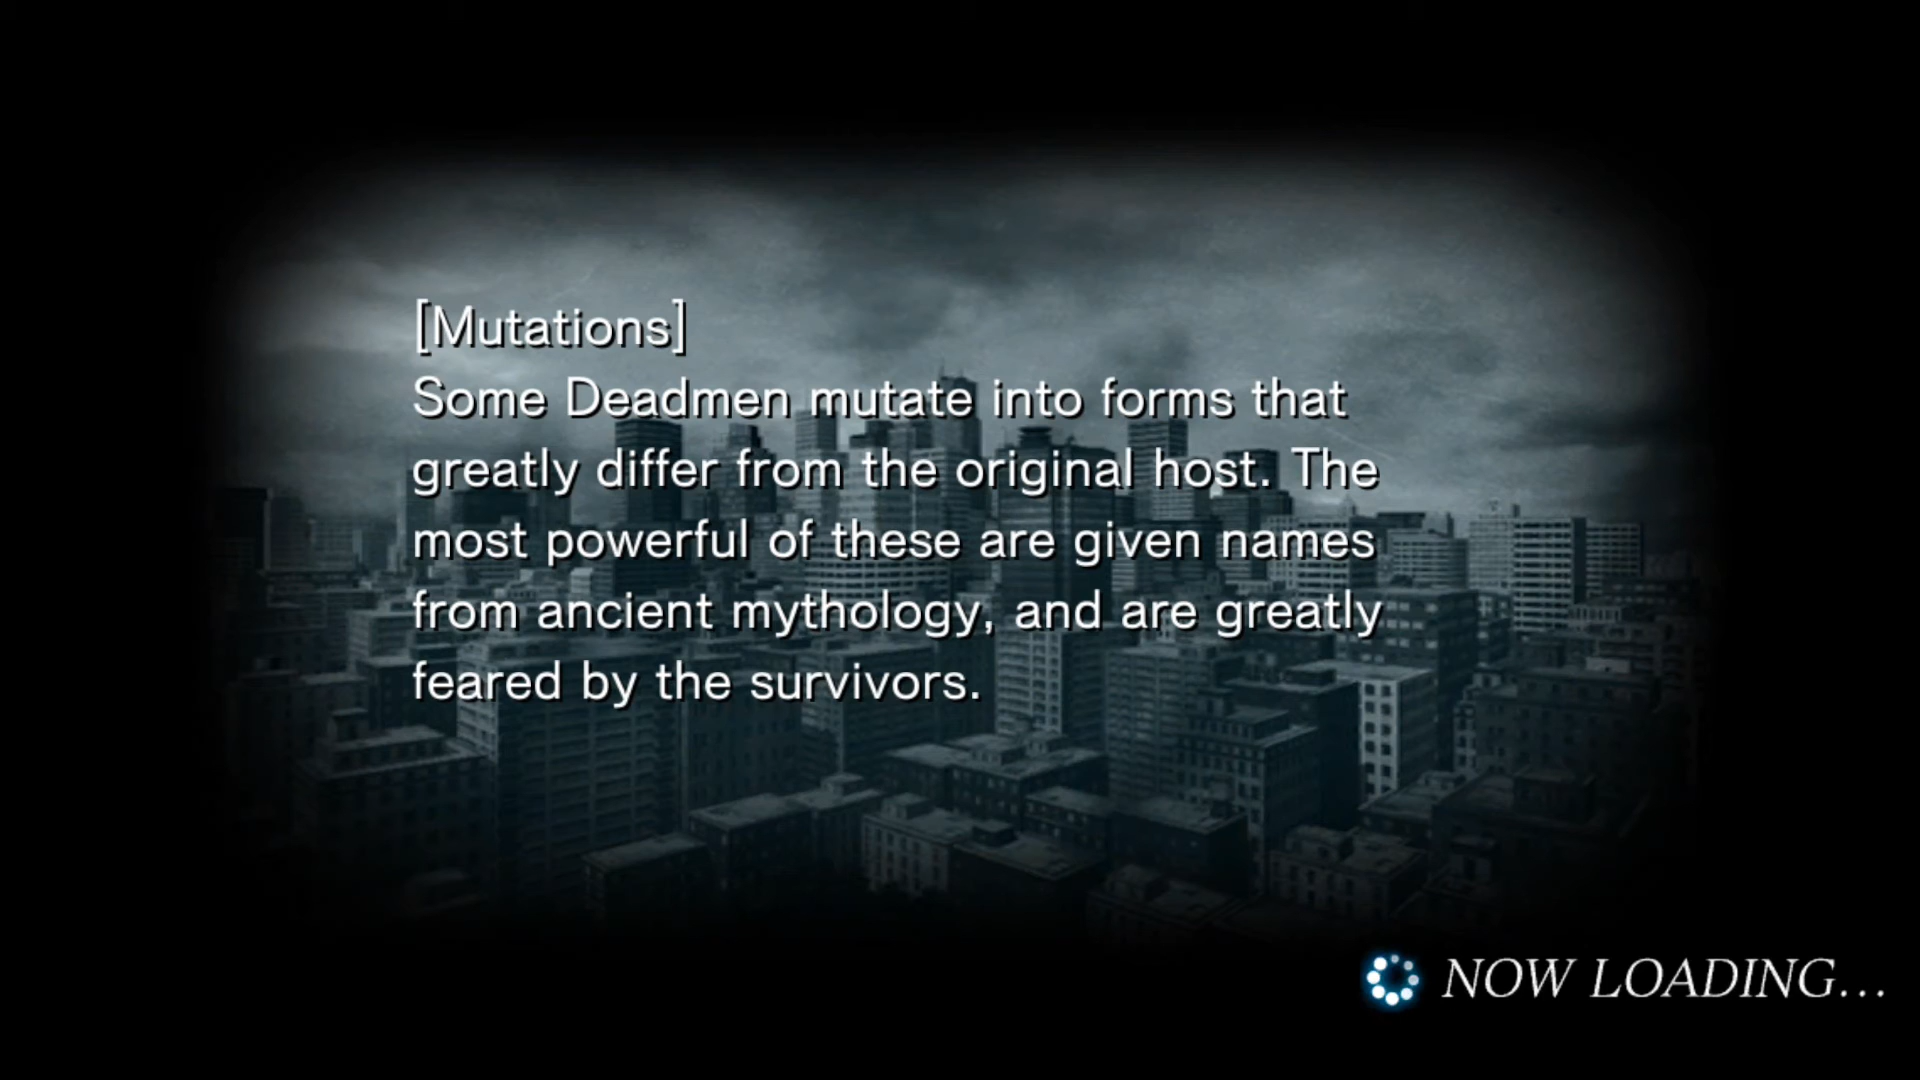 [Mutations]
Some Deadmen mutate into forms that
greatly differ from the original host. The
most powerful of these are given names
from ancient mythology, and are greatly
feared by the survivors.
NOW LOADING...